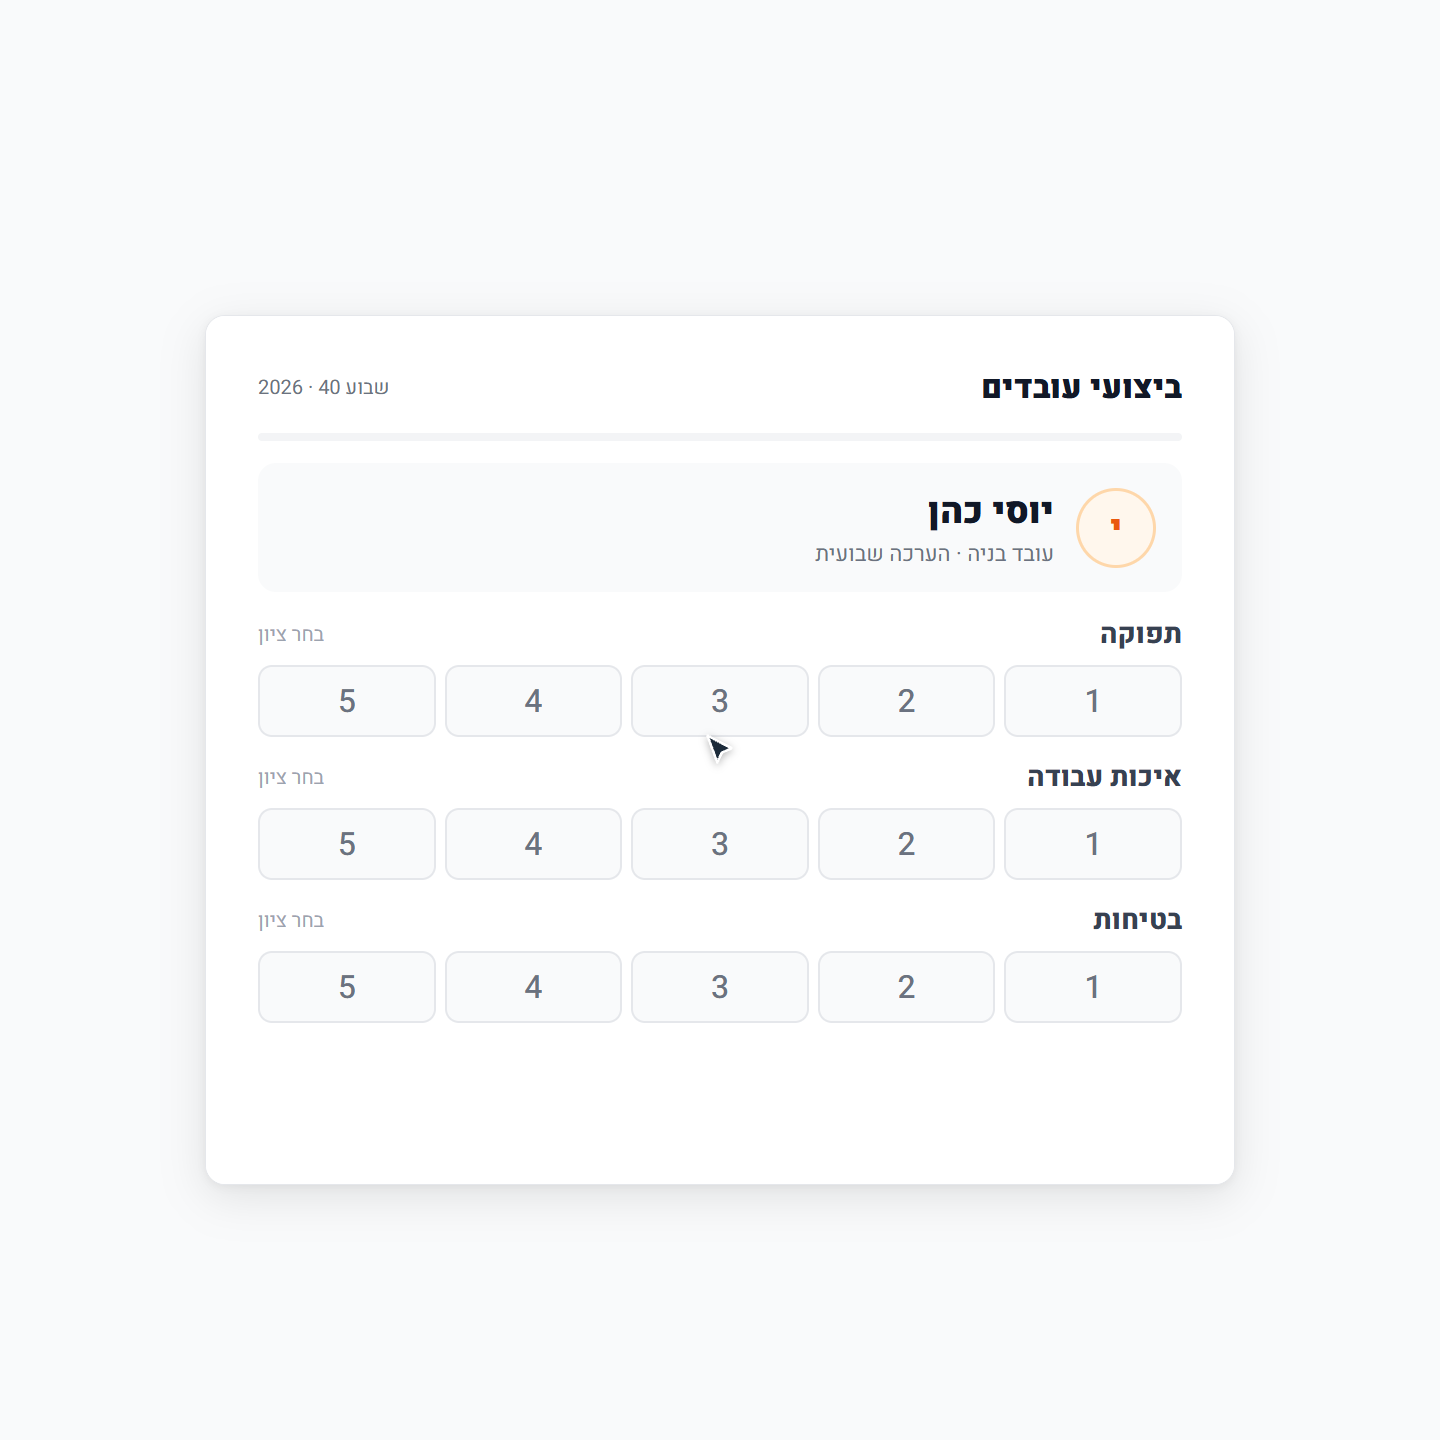 ביצועי עובדים
שבוע 40 · 2026
י
יוסי כהן
עובד בניה · הערכה שבועית
תפוקה
בחר ציון
1 2 3 4 5
איכות עבודה
בחר ציון
1 2 3 4 5
בטיחות
בחר ציון
1 2 3 4 5